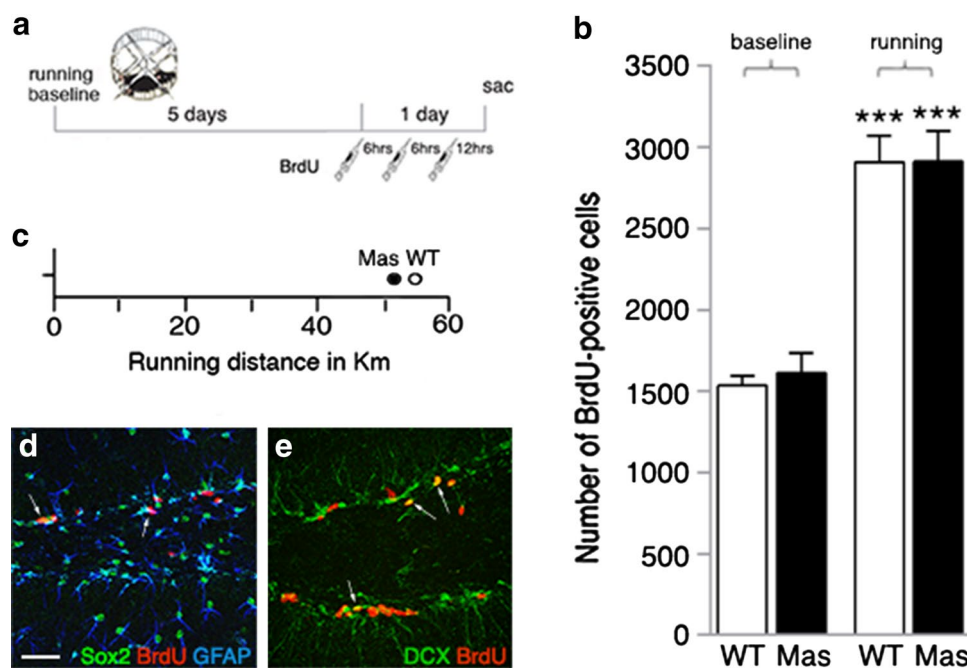 a
running
baseline
sac
5 days
1 day
BrdU
6hrs
6hrs
12hrs
c
Mas WT
0 20 40 60
Running distance in Km
d
Sox2 BrdU GFAP
e
DCX BrdU
b
baseline
running
Number of BrdU-positive cells
3500
3000
2500
2000
1500
1000
500
0
*** ***
WT Mas WT Mas